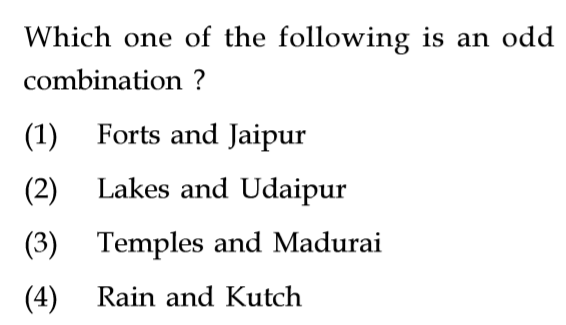 Which one of the following is an odd
combination ?
(1) Forts and Jaipur
(2) Lakes and Udaipur
(3) Temples and Madurai
(4) Rain and Kutch